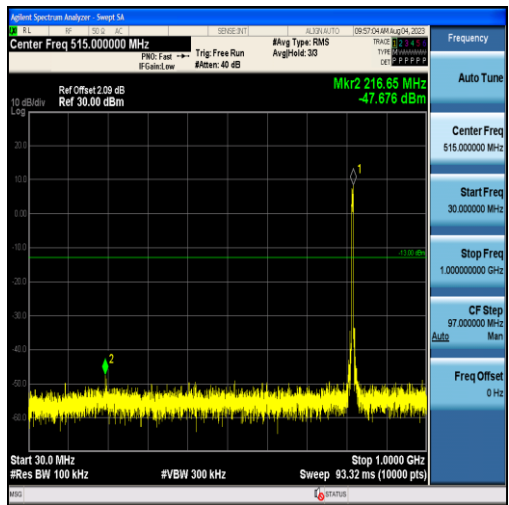 Agilent Spectrum Analyzer - Swept SA
RL RF 50 Ω AC SENSE:INT ALIGN AUTO 09:57:04 AM Aug 04, 2023
Center Freq 515.000000 MHz
PNO: Fast
IFGain:Low
Trig: Free Run
#Atten: 40 dB
#Avg Type: RMS
Avg|Hold: 3/3
TRACE 1 2 3 4 5 6
TYPE
DET P P P P P P
Ref Offset 2.09 dB
Ref 30.00 dBm
10 dB/div
Log
Mkr2 216.65 MHz
-47.676 dBm
20.0
10.0
0.00
-10.0
-20.0
-30.0
-40.0
-50.0
-60.0
1
-13.00 dBm
2
Start 30.0 MHz
Stop 1.0000 GHz
#Res BW 100 kHz
#VBW 300 kHz
Sweep 93.32 ms (10000 pts)
MSG
STATUS
Frequency
Auto Tune
Center Freq
515.000000 MHz
Start Freq
30.000000 MHz
Stop Freq
1.000000000 GHz
CF Step
97.000000 MHz
Auto Man
Freq Offset
0 Hz